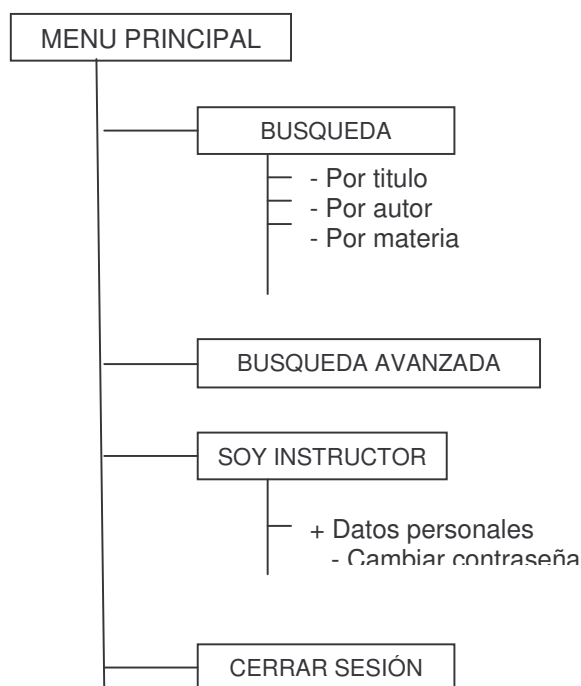 MENU PRINCIPAL
BUSQUEDA
- Por titulo
- Por autor
- Por materia
BUSQUEDA AVANZADA
SOY INSTRUCTOR
+ Datos personales
- Cambiar contraseña
CERRAR SESIÓN